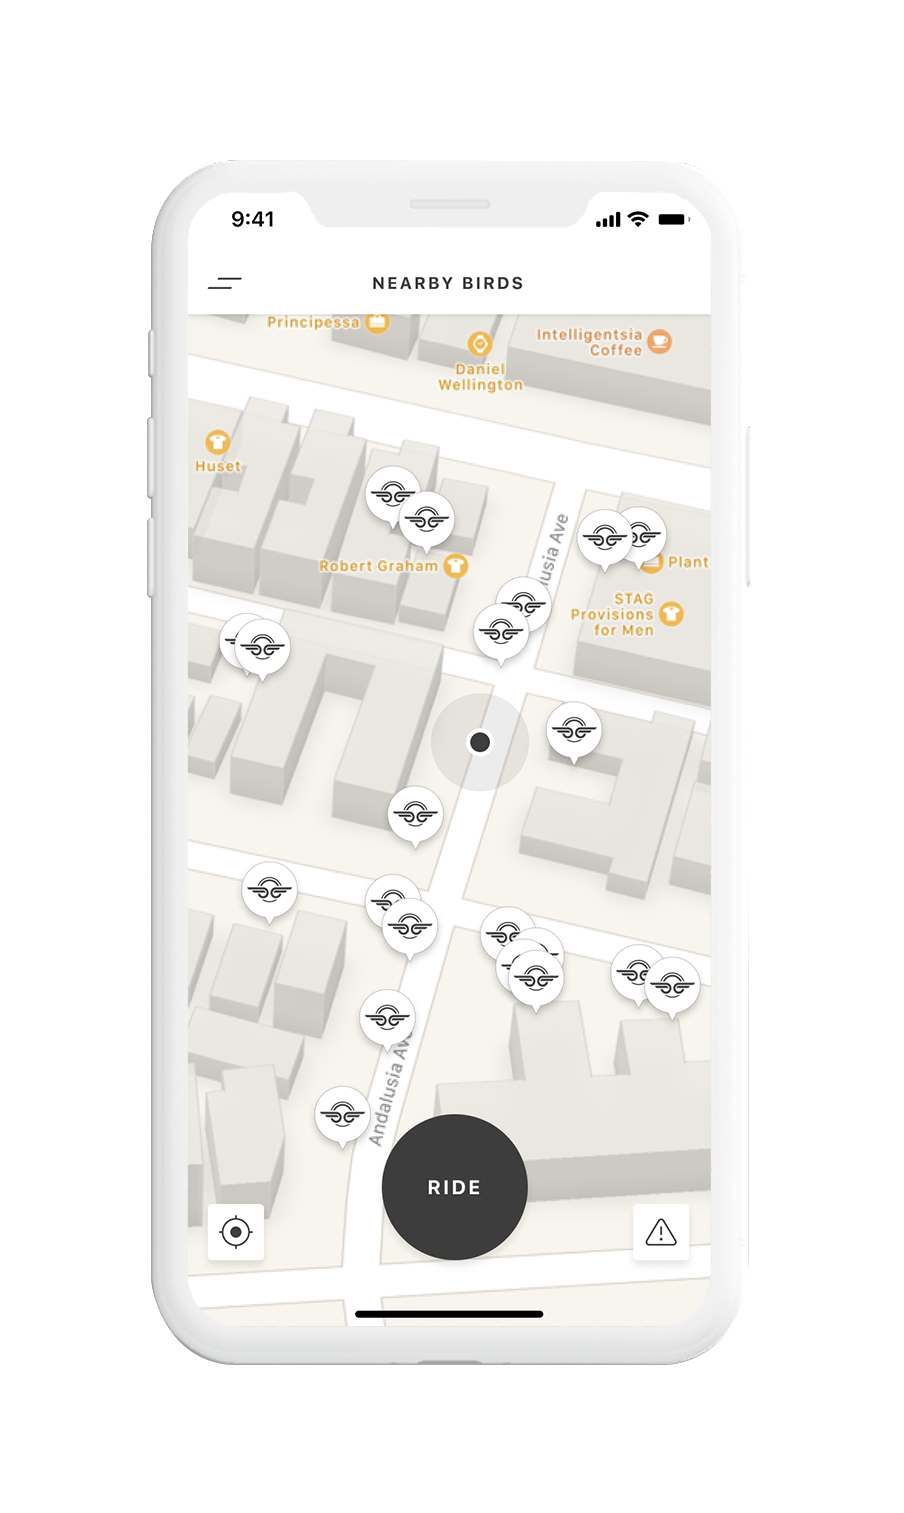 9:41
NEARBY BIRDS
Principessa
Intelligentsia
Coffee
Daniel
Wellington
Huset
Robert Graham
usia Ave
Plant
STAG
Provisions
for Men
Andalusia Ave
RIDE